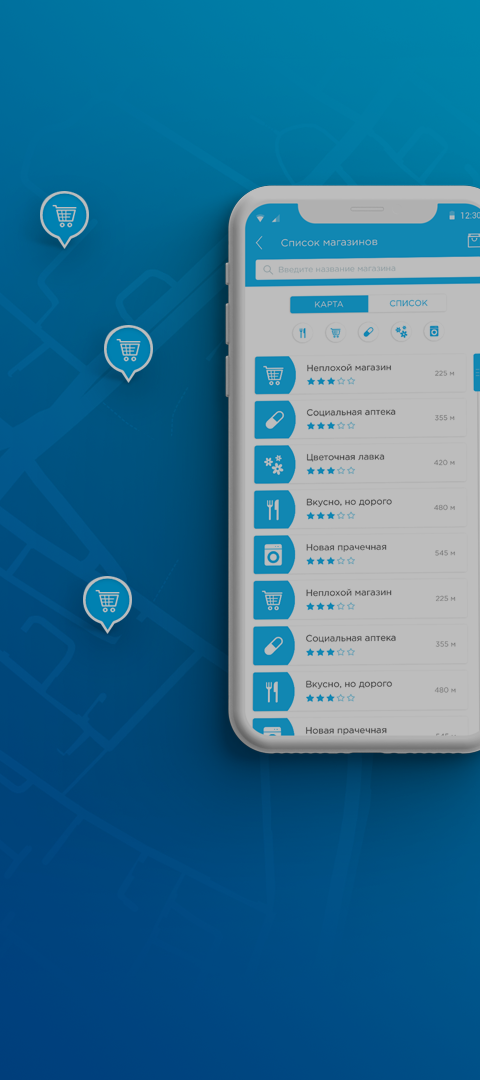 12:30
Список магазинов
Введите название магазина
КАРТА СПИСОК
Неплохой магазин 225 м
Социальная аптека 355 м
Цветочная лавка 420 м
Вкусно, но дорого 480 м
Новая прачечная 545 м
Неплохой магазин 225 м
Социальная аптека 355 м
Вкусно, но дорого 480 м
Новая прачечная